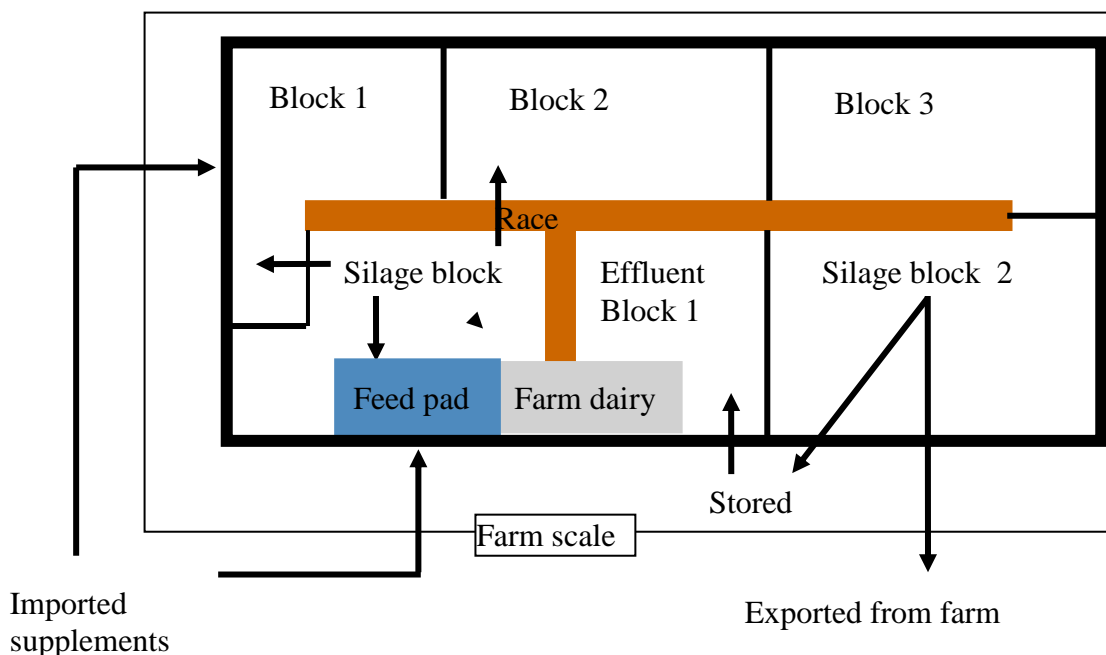 Block 1
Block 2
Block 3
Race
Silage block
Effluent
Block 1
Silage block 2
Feed pad
Farm dairy
Stored
Farm scale
Imported
supplements
Exported from farm